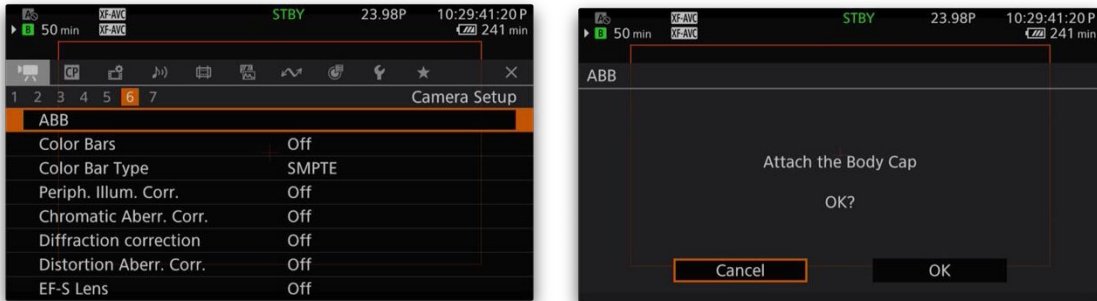 XF-AVC STBY 23.98P 10:29:41:20 P
B 50 min XF-AVC 241 min
CP
1 2 3 4 5 6 7 Camera Setup
ABB
Color Bars Off
Color Bar Type SMPTE
Periph. Illum. Corr. Off
Chromatic Aberr. Corr. Off
Diffraction correction Off
Distortion Aberr. Corr. Off
EF-S Lens Off
XF-AVC STBY 23.98P 10:29:41:20 P
B 50 min XF-AVC 241 min
ABB
Attach the Body Cap
OK?
Cancel OK